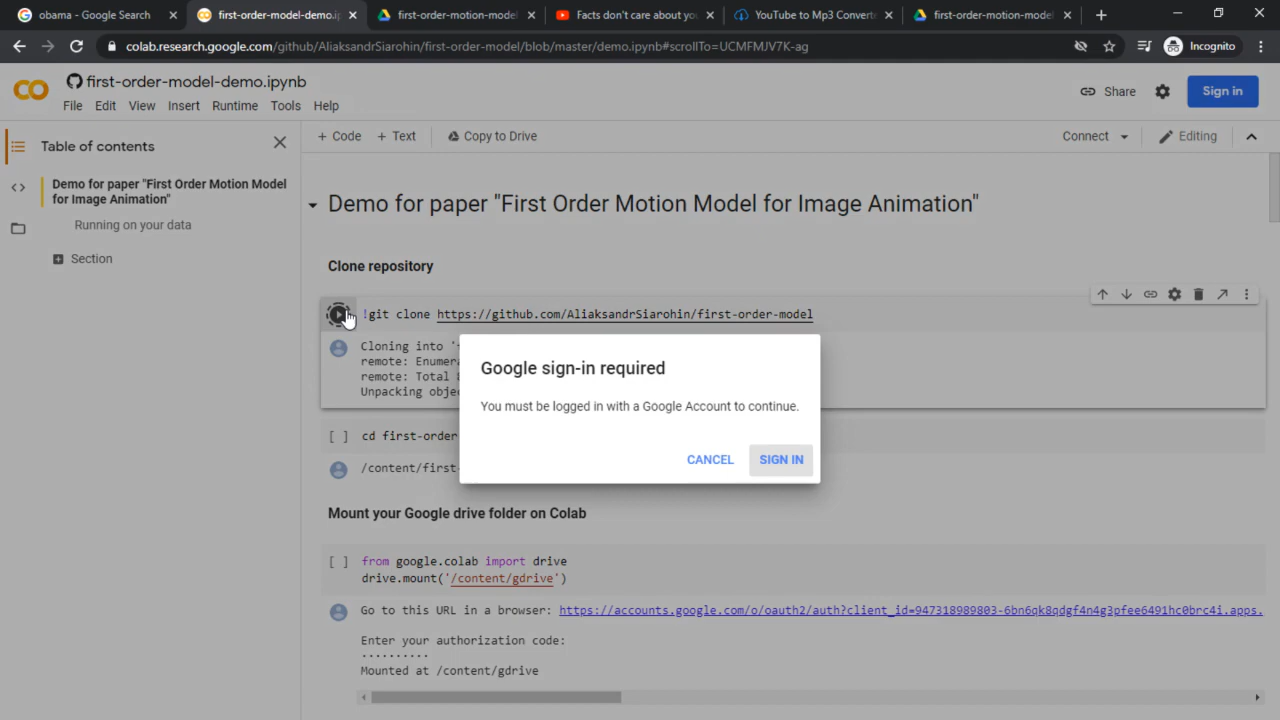 obama - Google Search
first-order-model-demo.ipynb
first-order-motion-model
Facts don't care about you
YouTube to Mp3 Converte
first-order-motion-model
colab.research.google.com/github/AliaksandrSiarohin/first-order-model/blob/master/demo.ipynb#scrollTo=UCMFMJV7K-ag
Incognito
first-order-model-demo.ipynb
File Edit View Insert Runtime Tools Help
Share
Sign in
Table of contents
+ Code + Text
Copy to Drive
Connect
Editing
Demo for paper "First Order Motion Model
for Image Animation"
Running on your data
Section
Demo for paper "First Order Motion Model for Image Animation"
Clone repository
!git clone https://github.com/AliaksandrSiarohin/first-order-model
Cloning into '
remote: Enumera
remote: Total
Unpacking obje
Google sign-in required
You must be logged in with a Google Account to continue.
CANCEL SIGN IN
[ ] cd first-order
/content/first-
Mount your Google drive folder on Colab
[ ] from google.colab import drive
drive.mount('/content/gdrive')
Go to this URL in a browser: https://accounts.google.com/o/oauth2/auth?client_id=947318989803-6bn6qk8qdgf4n4g3pfee6491hc0brc4i.apps.
Enter your authorization code:
··········
Mounted at /content/gdrive